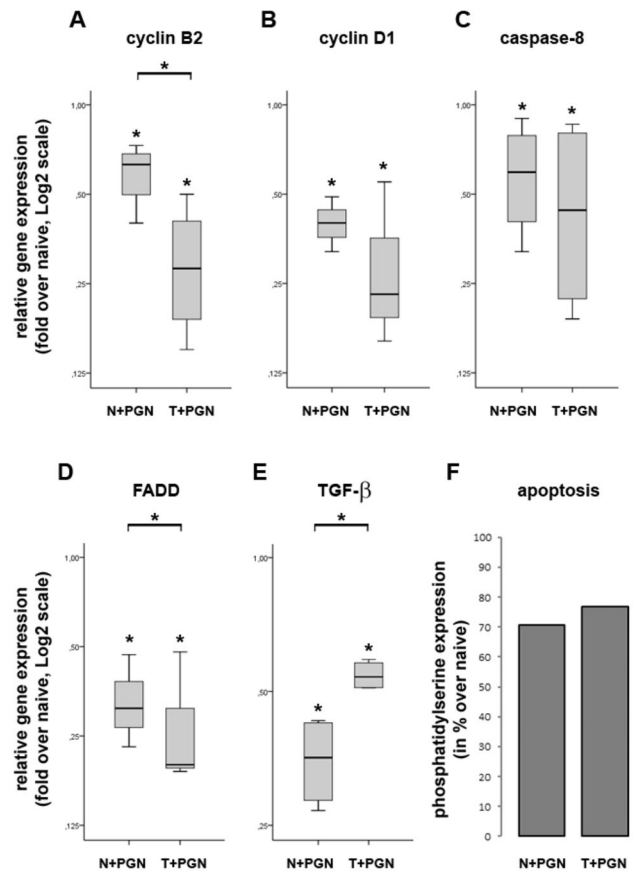 A
cyclin B2
B
cyclin D1
C
caspase-8
relative gene expression
(fold over naive, Log2 scale)
*
1,00
,50
,25
,125
*
*
N+PGN T+PGN
1,00
,50
,25
,125
*
*
N+PGN T+PGN
1,00
,50
,25
,125
*
*
N+PGN T+PGN
D
FADD
E
TGF-β
F
apoptosis
relative gene expression
(fold over naive, Log2 scale)
*
1,00
,50
,25
,125
*
*
N+PGN T+PGN
*
1,00
,50
,25
*
*
N+PGN T+PGN
phosphatidylserine expression
(in % over naive)
100
90
80
70
60
50
40
30
20
10
0
N+PGN T+PGN